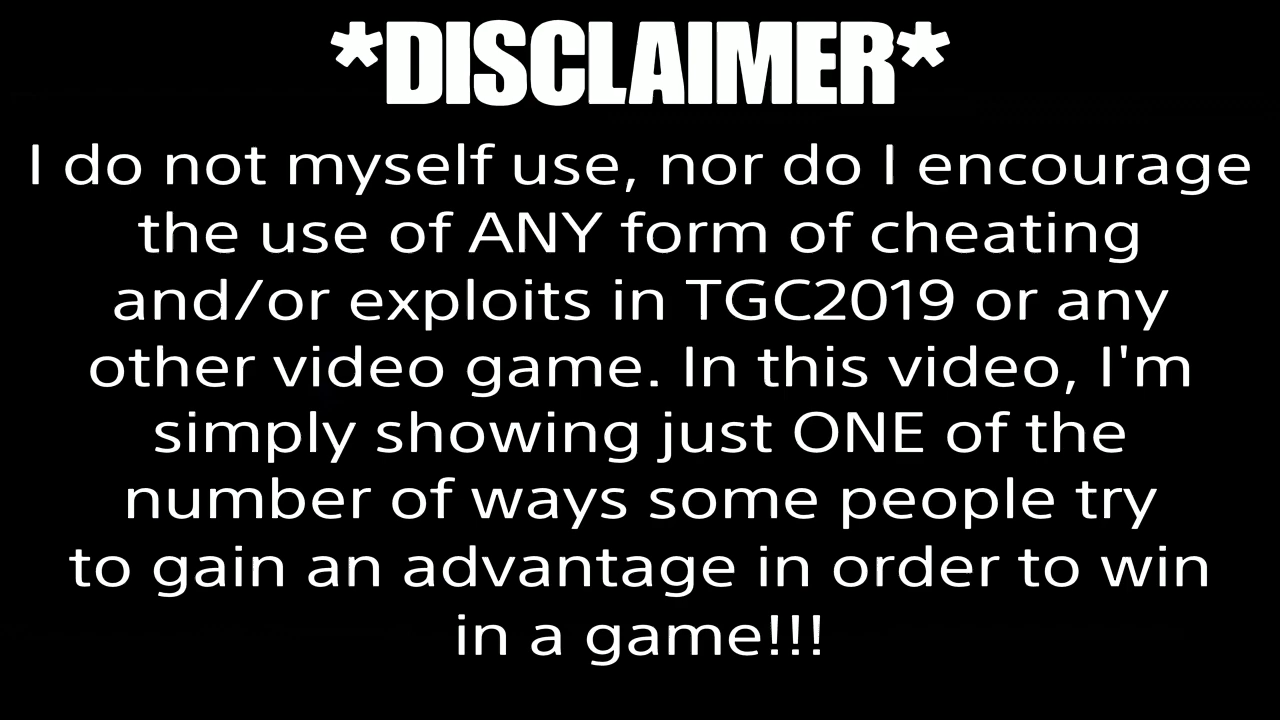 *DISCLAIMER*
I do not myself use, nor do I encourage
the use of ANY form of cheating
and/or exploits in TGC2019 or any
other video game. In this video, I'm
simply showing just ONE of the
number of ways some people try
to gain an advantage in order to win
in a game!!!